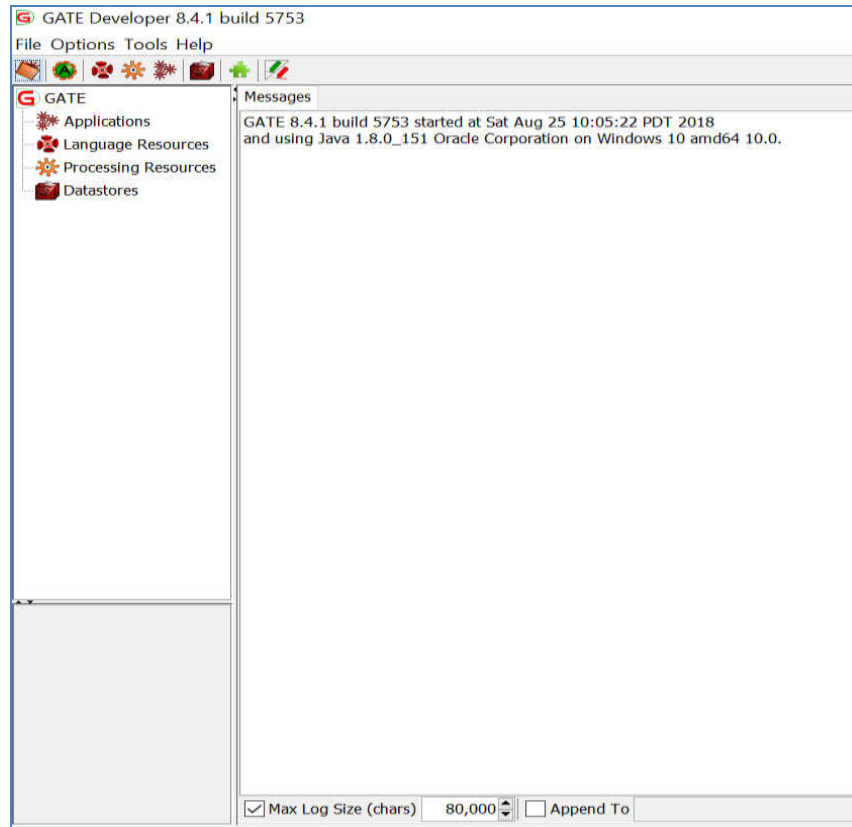 GATE Developer 8.4.1 build 5753
File Options Tools Help
GATE
Applications
Language Resources
Processing Resources
Datastores
Messages
GATE 8.4.1 build 5753 started at Sat Aug 25 10:05:22 PDT 2018
and using Java 1.8.0_151 Oracle Corporation on Windows 10 amd64 10.0.
Max Log Size (chars) 80,000 Append To